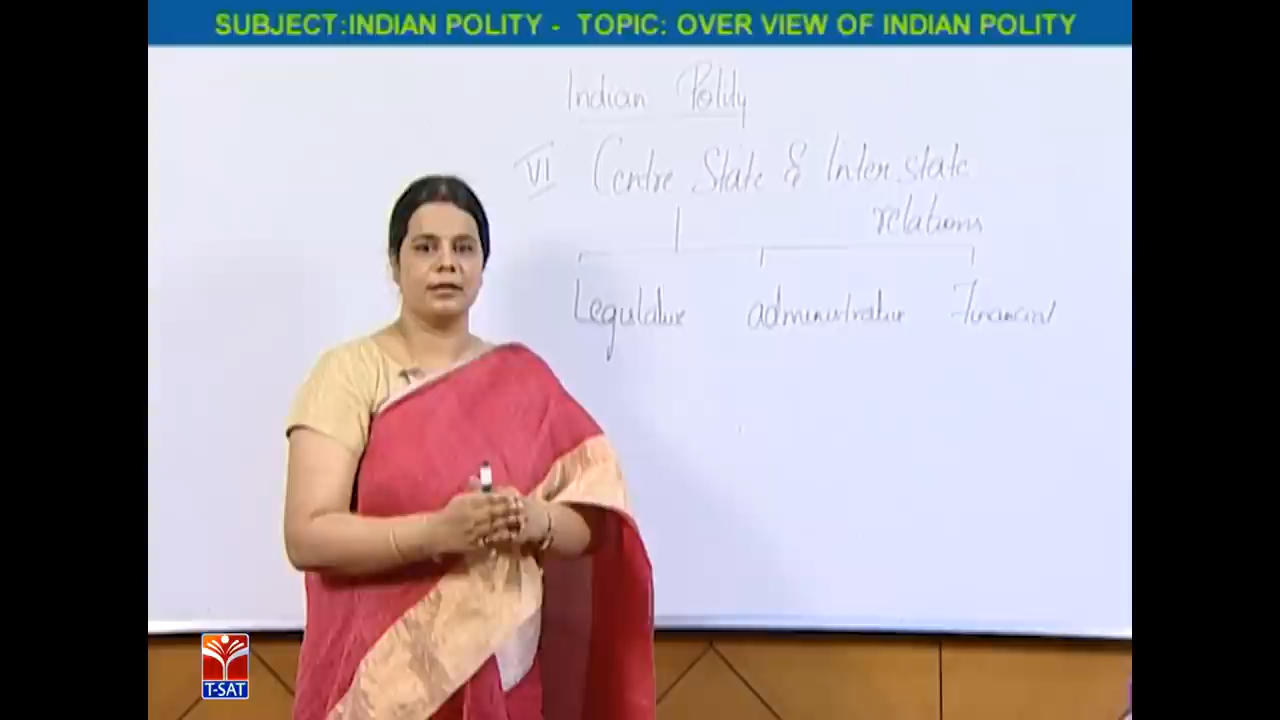 SUBJECT:INDIAN POLITY - TOPIC: OVER VIEW OF INDIAN POLITY
Indian Polity
VI Centre State & Inter state
relations
Legislative administrative Financial
T-SAT